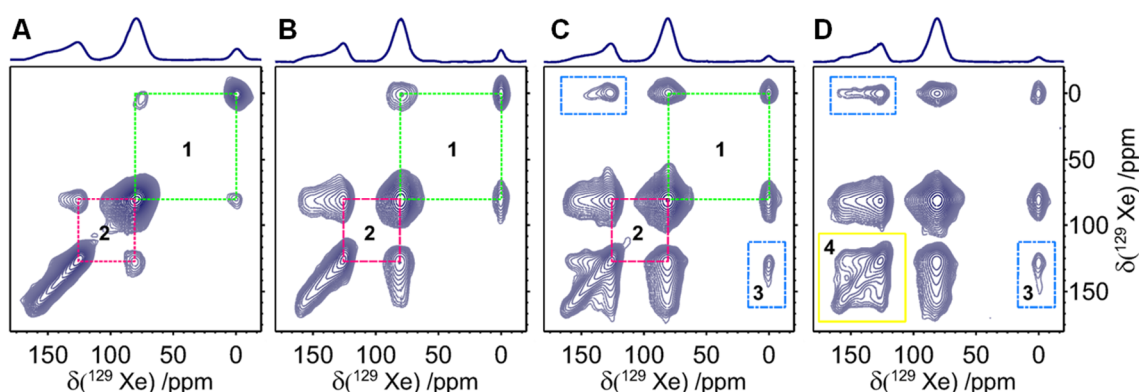 A B C D
1 1 1
2 2 2
3 4 3
0
50
100
150
δ(¹²⁹ Xe) /ppm
150 100 50 0 150 100 50 0 150 100 50 0 150 100 50 0
δ(¹²⁹ Xe) /ppm δ(¹²⁹ Xe) /ppm δ(¹²⁹ Xe) /ppm δ(¹²⁹ Xe) /ppm